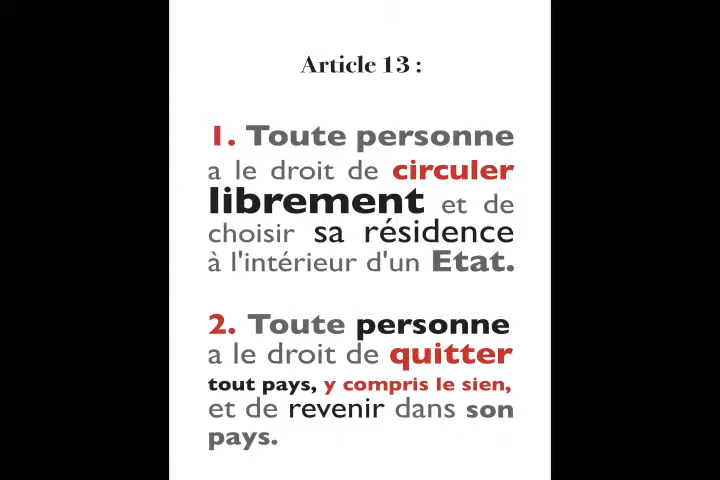 Article 13 :
1. Toute personne
a le droit de circuler
librement et de
choisir sa résidence
à l'intérieur d'un Etat.
2. Toute personne
a le droit de quitter
tout pays, y compris le sien,
et de revenir dans son
pays.